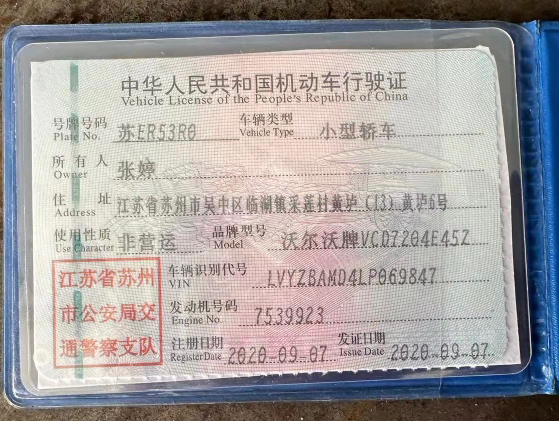 中华人民共和国机动车行驶证
Vehicle License of the People's Republic of China
号牌号码 苏ER53R0 车辆类型 小型轿车
Plate No. Vehicle Type
所有人 张婷
Owner
住址 江苏省苏州市吴中区临湖镇采莲村黄垆(13)黄垆6号
Address
使用性质 非营运 品牌型号 沃尔沃牌VCD7204E45Z
Use Character Model
江苏省苏州
市公安局交
通警察支队
车辆识别代号 LVYZBAMD4LP069847
VIN
发动机号码 7539923
Engine No.
注册日期 2020-09-07 发证日期 2020-09-07
Register Date Issue Date